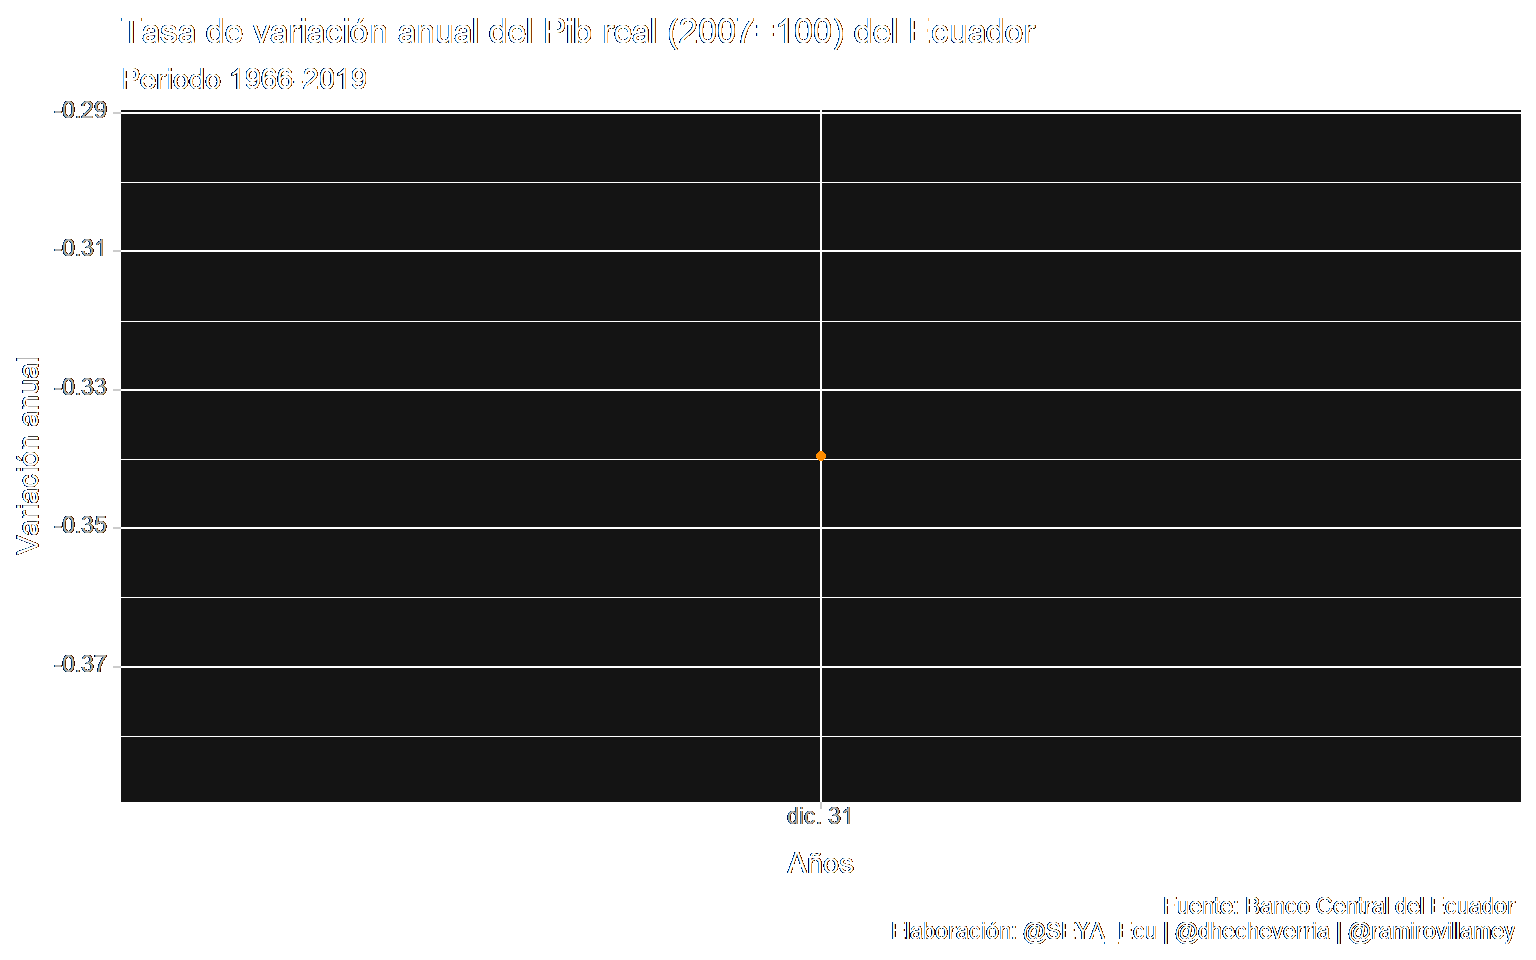 Tasa de variación anual del Pib real (2007=100) del Ecuador
Periodo 1966-2019
-0.29
-0.31
-0.33
-0.35
-0.37
Variación anual
dic. 31
Años
Fuente: Banco Central del Ecuador
Elaboración: @SEYA_Ecu | @dhecheverria | @ramirovillamey